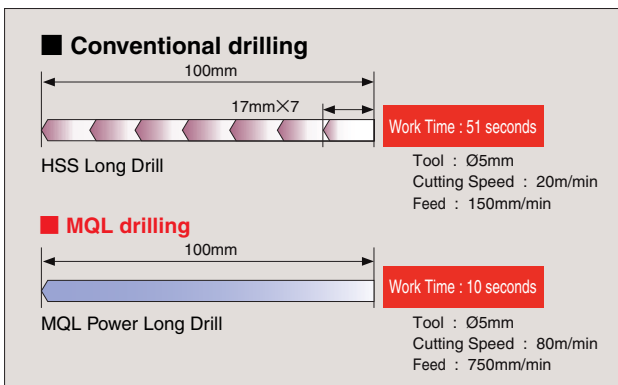 ■ Conventional drilling
100mm
17mm×7
Work Time : 51 seconds
HSS Long Drill
Tool : Ø5mm
Cutting Speed : 20m/min
Feed : 150mm/min
■ MQL drilling
100mm
Work Time : 10 seconds
MQL Power Long Drill
Tool : Ø5mm
Cutting Speed : 80m/min
Feed : 750mm/min